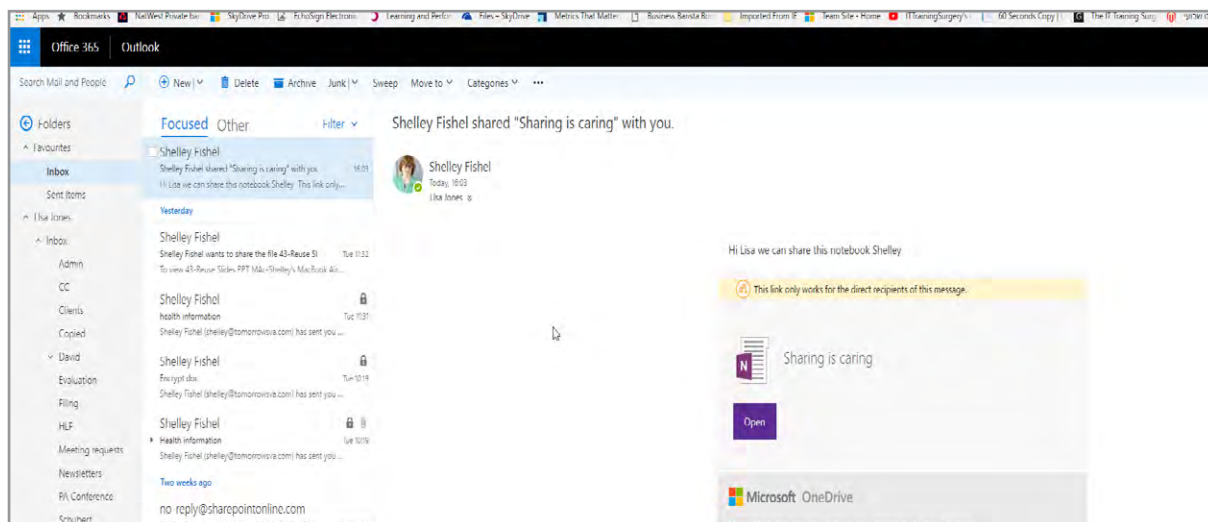 Apps Bookmarks NatWest Private ba SkyDrive Pro EchoSign Electronic Learning and Perfor Files – SkyDrive Metrics That Matter Business Barista Bo Imported From IE Team Site - Home ITTrainingSurgery's 60 Seconds Copy The IT Training Surg
Office 365 Outlook
Search Mail and People New Delete Archive Junk Sweep Move to Categories ...
Folders
Favourites
Inbox
Sent Items
Lisa Jones
Inbox
Admin
CC
Clients
Copied
David
Evaluation
Filing
HLF
Meeting requests
Newsletters
PA Conference
Schubert
Focused Other Filter
Shelley Fishel
Shelley Fishel shared "Sharing is caring" with you. 16:03
Hi Lisa we can share this notebook Shelley This link only...
Yesterday
Shelley Fishel
Shelley Fishel wants to share the file 43-Reuse Sl Tue 11:32
To view 43-Reuse Slides PPT MAc-Shelley's MacBook Air...
Shelley Fishel
health information Tue 11:31
Shelley Fishel (shelley@tomorrowsva.com) has sent you ...
Shelley Fishel
Encrypt doc Tue 10:19
Shelley Fishel (shelley@tomorrowsva.com) has sent you ...
Shelley Fishel
Health information Tue 10:19
Shelley Fishel (shelley@tomorrowsva.com) has sent you ...
Two weeks ago
no-reply@sharepointonline.com
Shelley Fishel shared "Sharing is caring" with you.
Shelley Fishel
Today, 16:03
Lisa Jones
Hi Lisa we can share this notebook Shelley
This link only works for the direct recipients of this message.
N
Sharing is caring
Open
Microsoft OneDrive